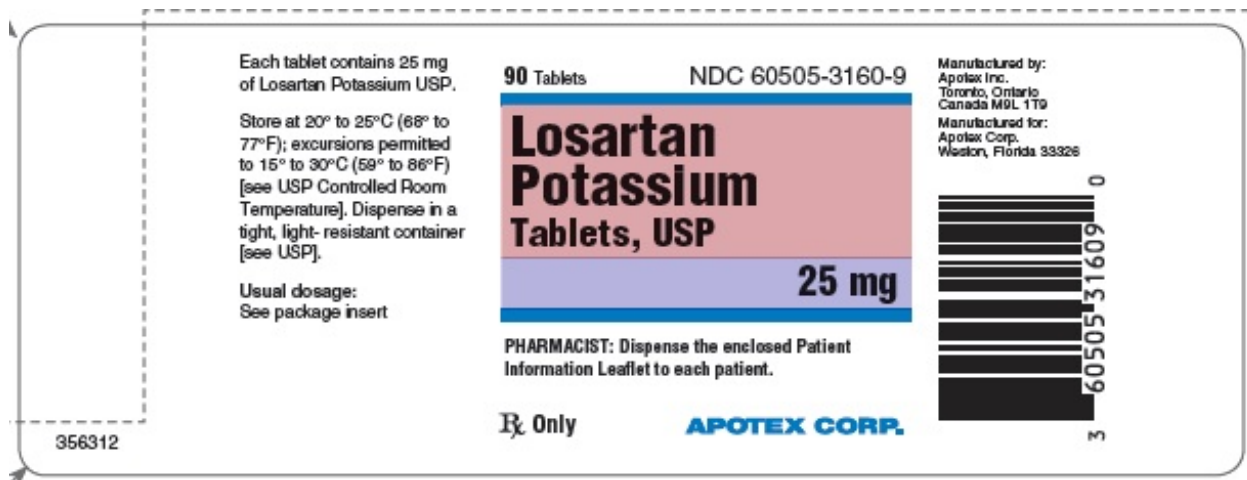 Each tablet contains 25 mg
of Losartan Potassium USP.
Store at 20° to 25°C (68° to
77°F); excursions permitted
to 15° to 30°C (59° to 86°F)
[see USP Controlled Room
Temperature]. Dispense in a
tight, light- resistant container
[see USP].
Usual dosage:
See package insert
356312
90 Tablets NDC 60505-3160-9
Losartan
Potassium
Tablets, USP
25 mg
PHARMACIST: Dispense the enclosed Patient
Information Leaflet to each patient.
Rx Only
APOTEX CORP.
Manufactured by:
Apotex Inc.
Toronto, Ontario
Canada M9L 1T9
Manufactured for:
Apotex Corp.
Weston, Florida 33326
3 60505 31609 0